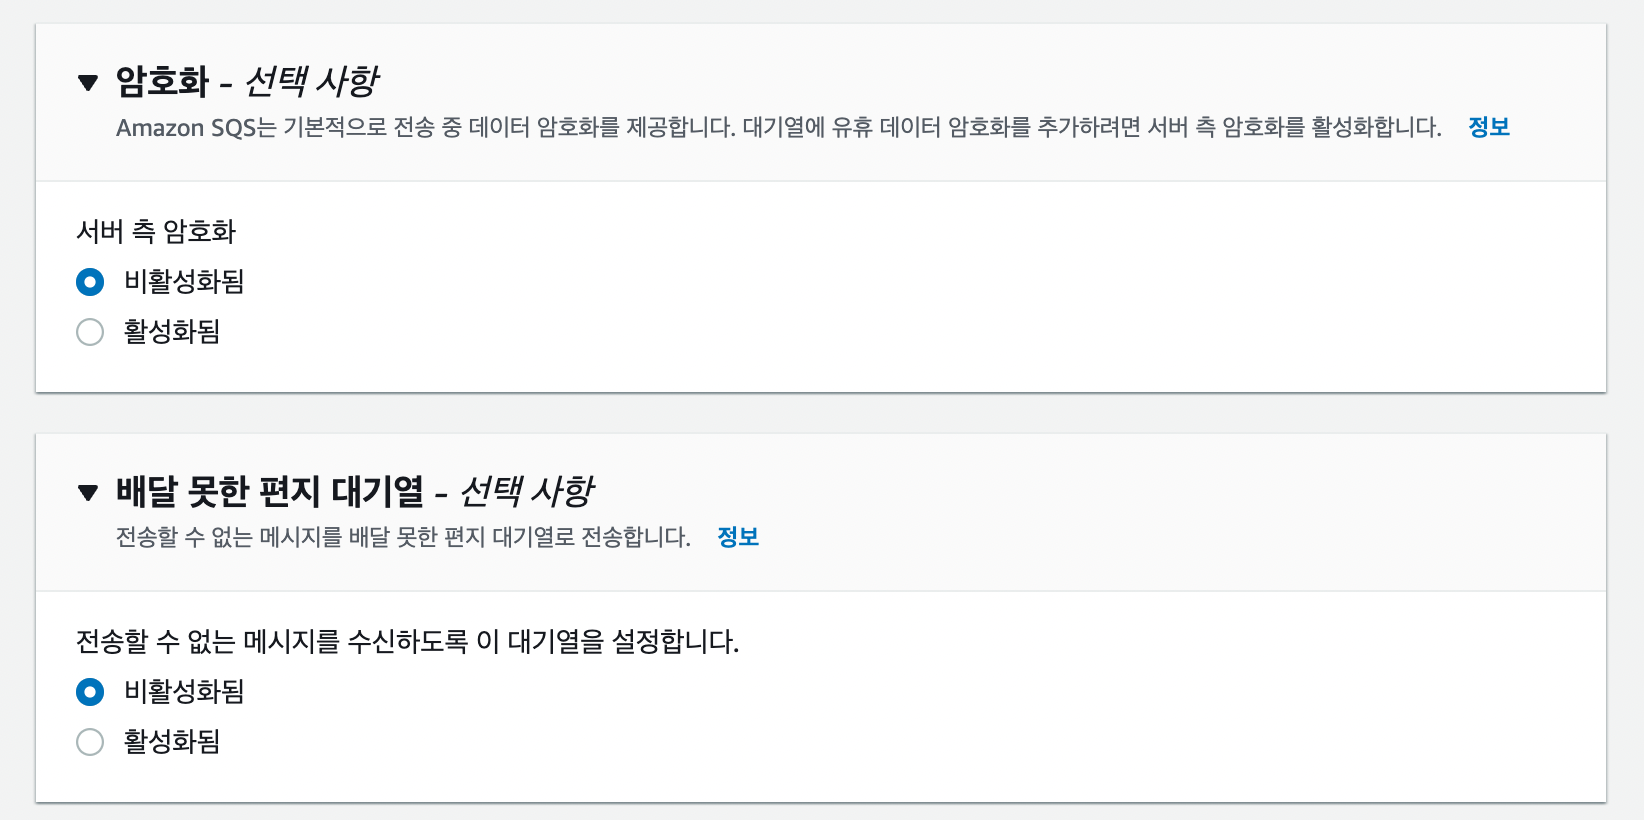 암호화 - 선택 사항
Amazon SQS는 기본적으로 전송 중 데이터 암호화를 제공합니다. 대기열에 유휴 데이터 암호화를 추가하려면 서버 측 암호화를 활성화합니다. 정보
서버 측 암호화
비활성화됨
활성화됨
배달 못한 편지 대기열 - 선택 사항
전송할 수 없는 메시지를 배달 못한 편지 대기열로 전송합니다. 정보
전송할 수 없는 메시지를 수신하도록 이 대기열을 설정합니다.
비활성화됨
활성화됨